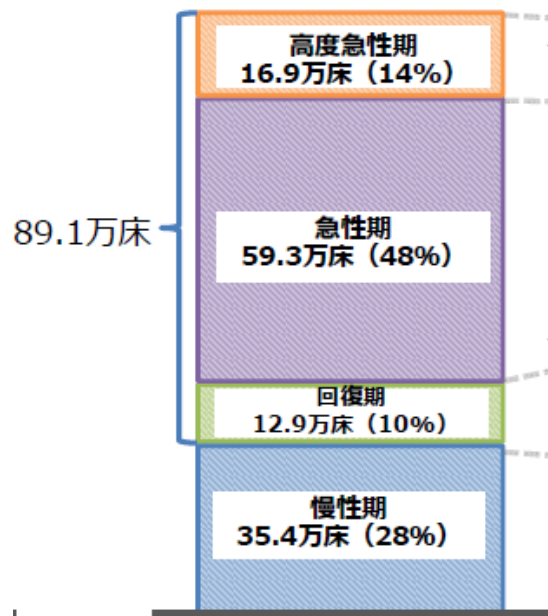 高度急性期
16.9万床（14%）
89.1万床
急性期
59.3万床（48%）
回復期
12.9万床（10%）
慢性期
35.4万床（28%）